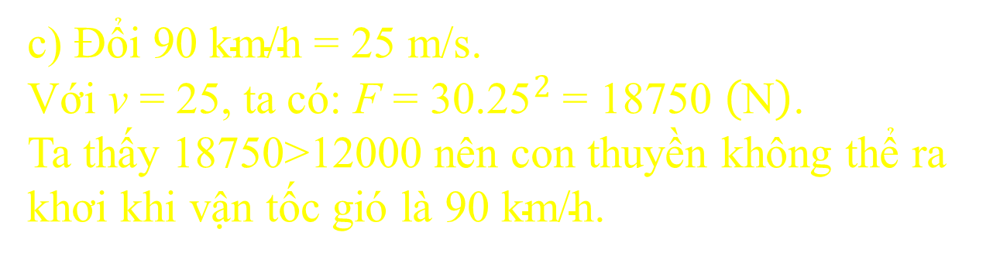 c) Đổi 90 km/h = 25 m/s.
Với v = 25, ta có: F = 30.25² = 18750 (N).
Ta thấy 18750>12000 nên con thuyền không thể ra
khơi khi vận tốc gió là 90 km/h.